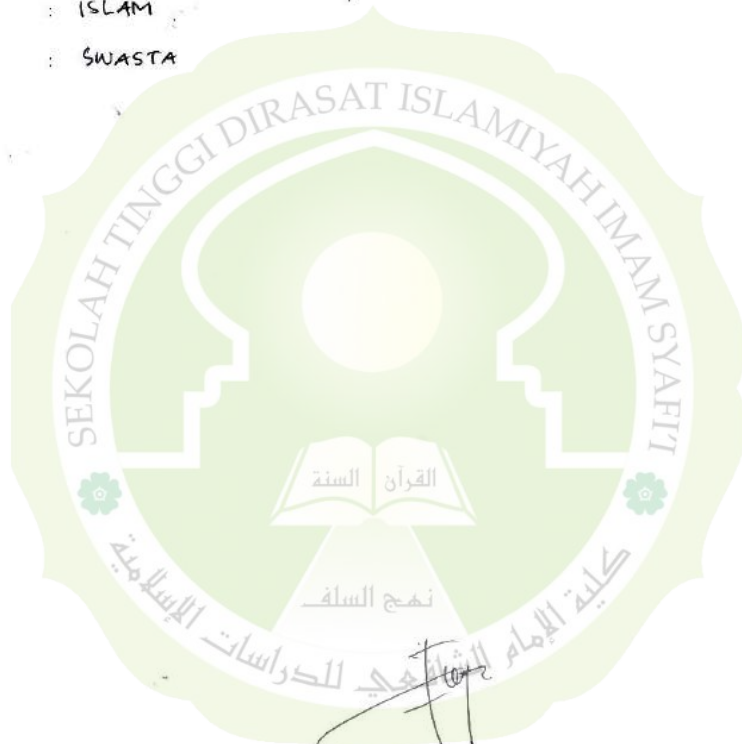 : ISLAM
: SWASTA
SEKOLAH TINGGI DIRASAT ISLAMIYAH IMAM SYAFI'I
القرآن السنة
نهج السلف
كلية الإمام الشافعي للدراسات الإسلامية